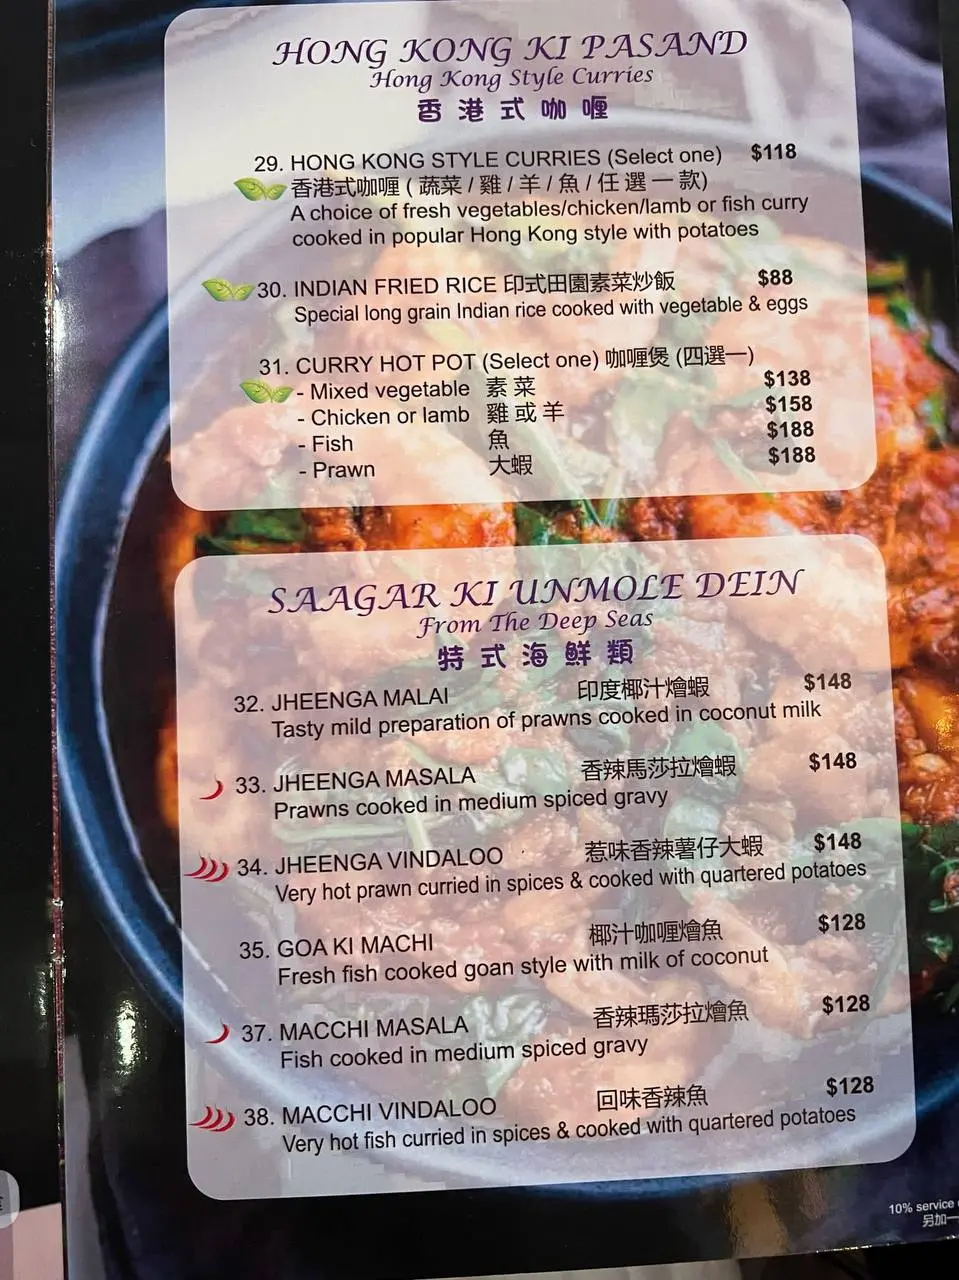 HONG KONG KI PASAND
Hong Kong Style Curries
香港式咖喱
29. HONG KONG STYLE CURRIES (Select one) $118
香港式咖喱 ( 蔬菜 / 雞 / 羊 / 魚 / 任選一款)
A choice of fresh vegetables/chicken/lamb or fish curry
cooked in popular Hong Kong style with potatoes
30. INDIAN FRIED RICE 印式田園素菜炒飯 $88
Special long grain Indian rice cooked with vegetable & eggs
31. CURRY HOT POT (Select one) 咖喱煲 (四選一)
- Mixed vegetable 素菜 $138
- Chicken or lamb 雞或羊 $158
- Fish 魚 $188
- Prawn 大蝦 $188
SAAGAR KI UNMOLE DEIN
From The Deep Seas
特式海鮮類
32. JHEENGA MALAI 印度椰汁燴蝦 $148
Tasty mild preparation of prawns cooked in coconut milk
33. JHEENGA MASALA 香辣馬莎拉燴蝦 $148
Prawns cooked in medium spiced gravy
34. JHEENGA VINDALOO 惹味香辣薯仔大蝦 $148
Very hot prawn curried in spices & cooked with quartered potatoes
35. GOA KI MACHI 椰汁咖喱燴魚 $128
Fresh fish cooked goan style with milk of coconut
37. MACCHI MASALA 香辣瑪莎拉燴魚 $128
Fish cooked in medium spiced gravy
38. MACCHI VINDALOO 回味香辣魚 $128
Very hot fish curried in spices & cooked with quartered potatoes
10% service
另加一